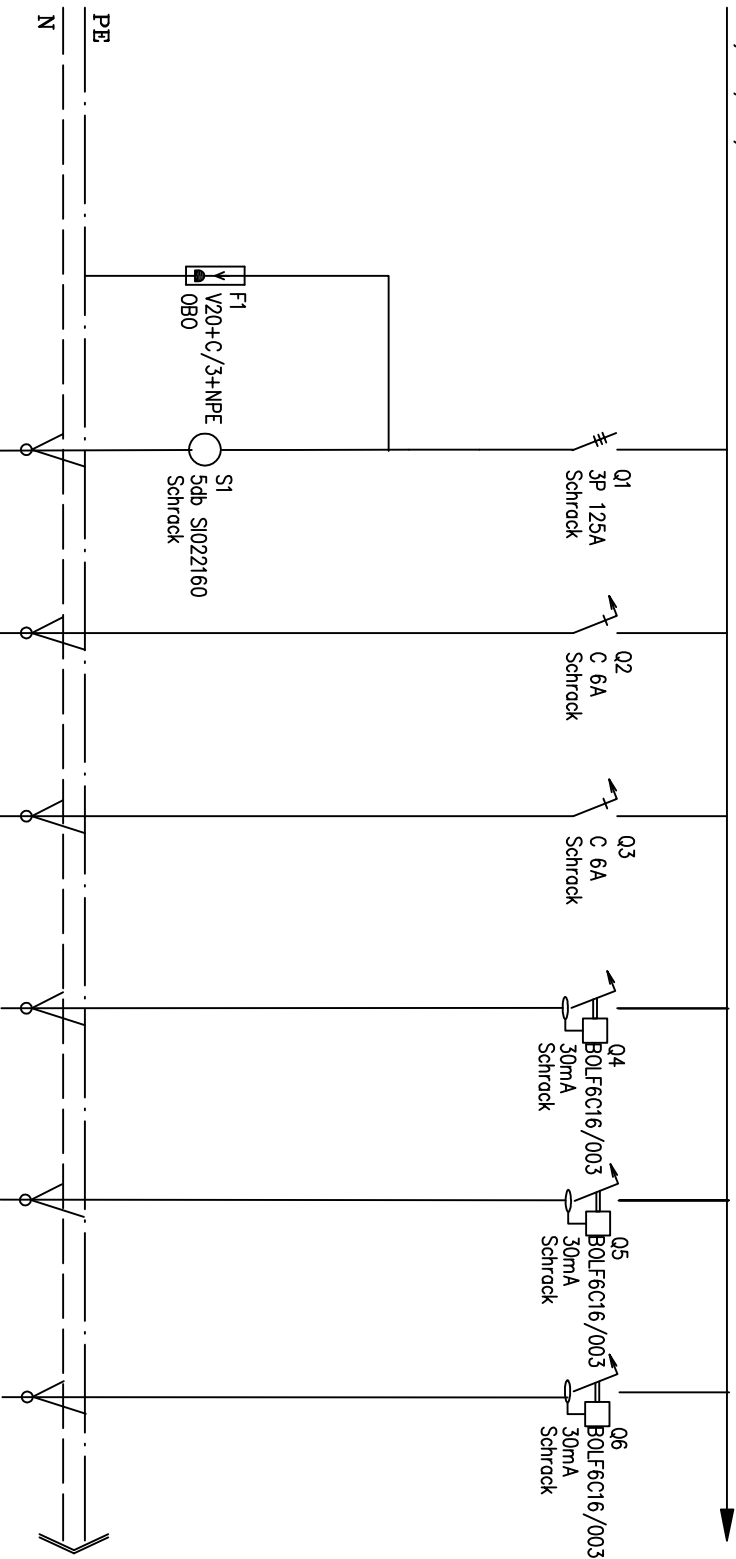 PE
N
F1
V20+C/3+NPE
OBO
S1
5db SI022160
Schrack
Q1
3P 125A
Schrack
Q2
C 6A
Schrack
Q3
C 6A
Schrack
Q4
BOLF6C16/003
30mA
Schrack
Q5
BOLF6C16/003
30mA
Schrack
Q6
BOLF6C16/003
30mA
Schrack